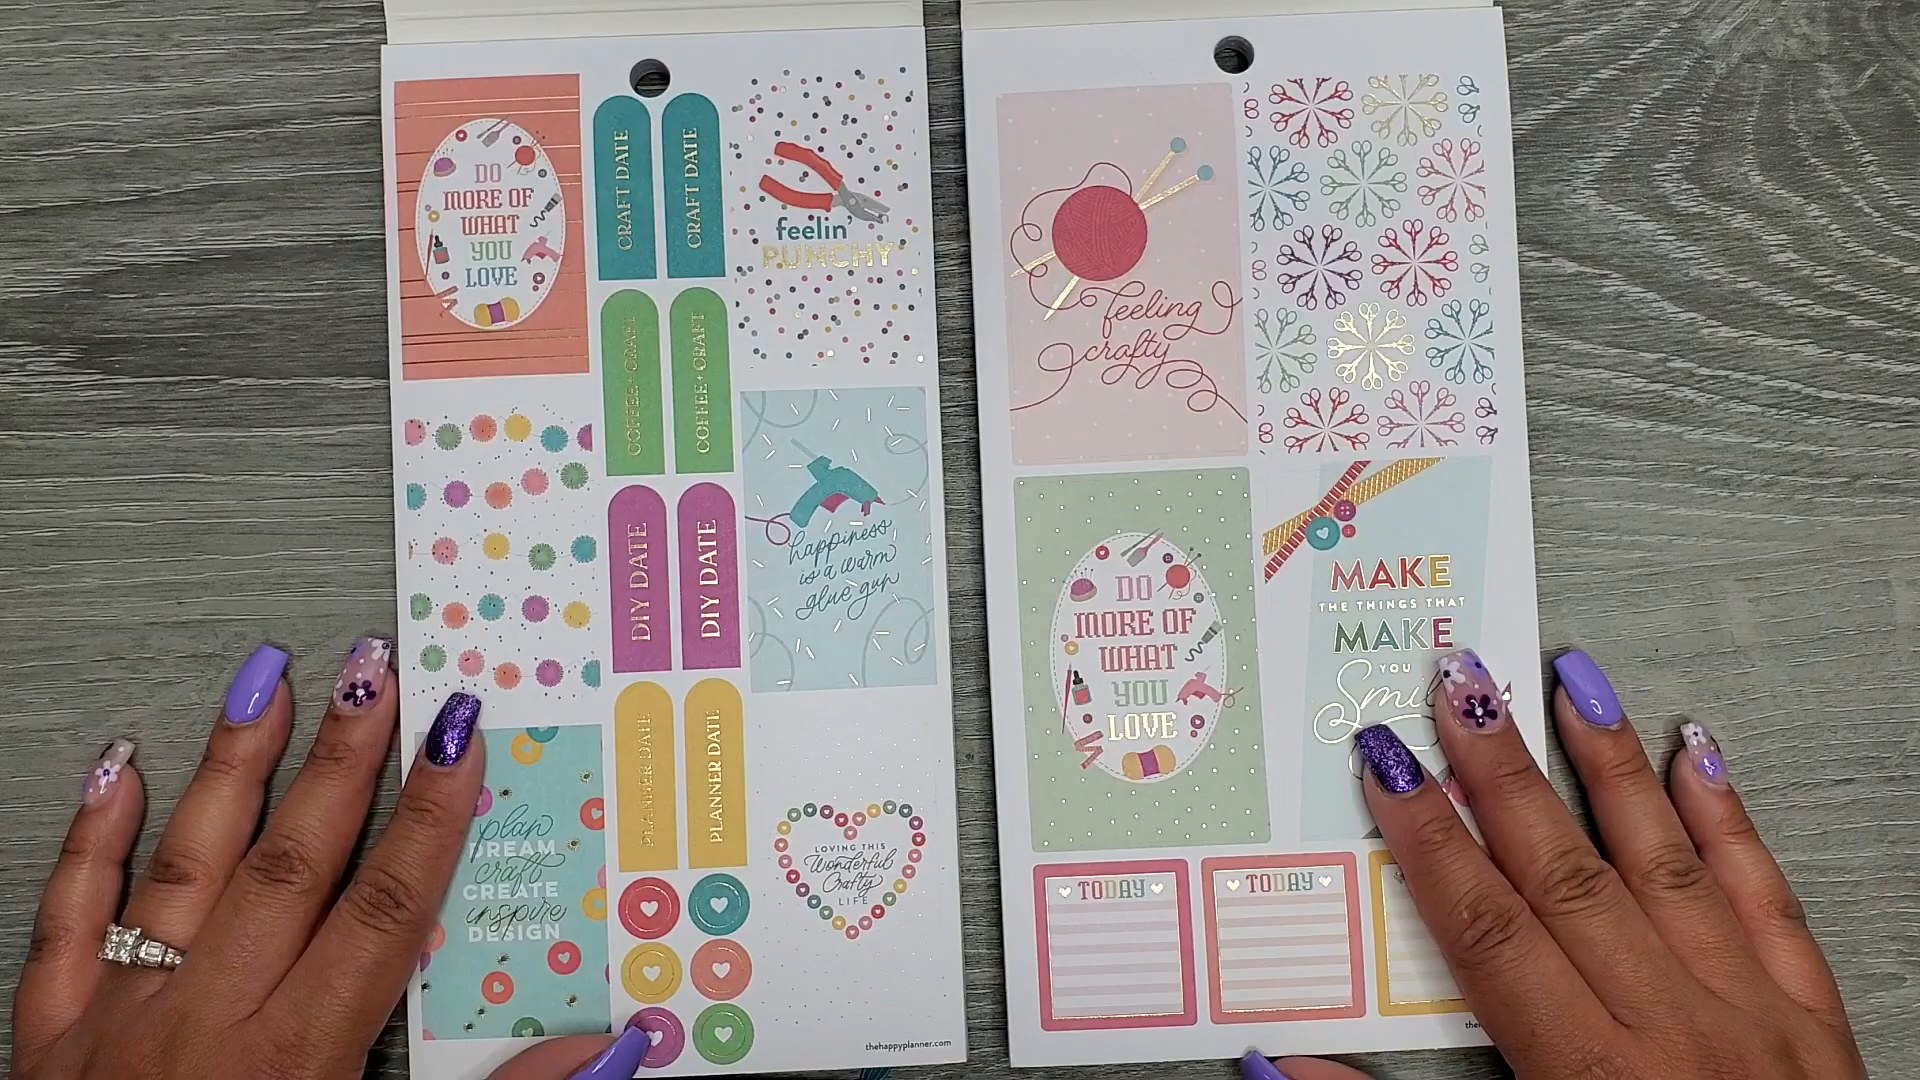 DO
MORE OF
WHAT
YOU
LOVE
CRAFT DATE
CRAFT DATE
feelin'
PUNCHY
COFFEE + CRAFT
COFFEE + CRAFT
DIY DATE
DIY DATE
happiness
is a warm
glue gun
PLANNER DATE
PLANNER DATE
plan
DREAM
craft
CREATE
inspire
DESIGN
LOVING THIS
Wonderful
Crafty
LIFE
thehappyplanner.com
feeling
crafty
DO
MORE OF
WHAT
YOU
LOVE
MAKE
THE THINGS THAT
MAKE
YOU
TODAY
TODAY